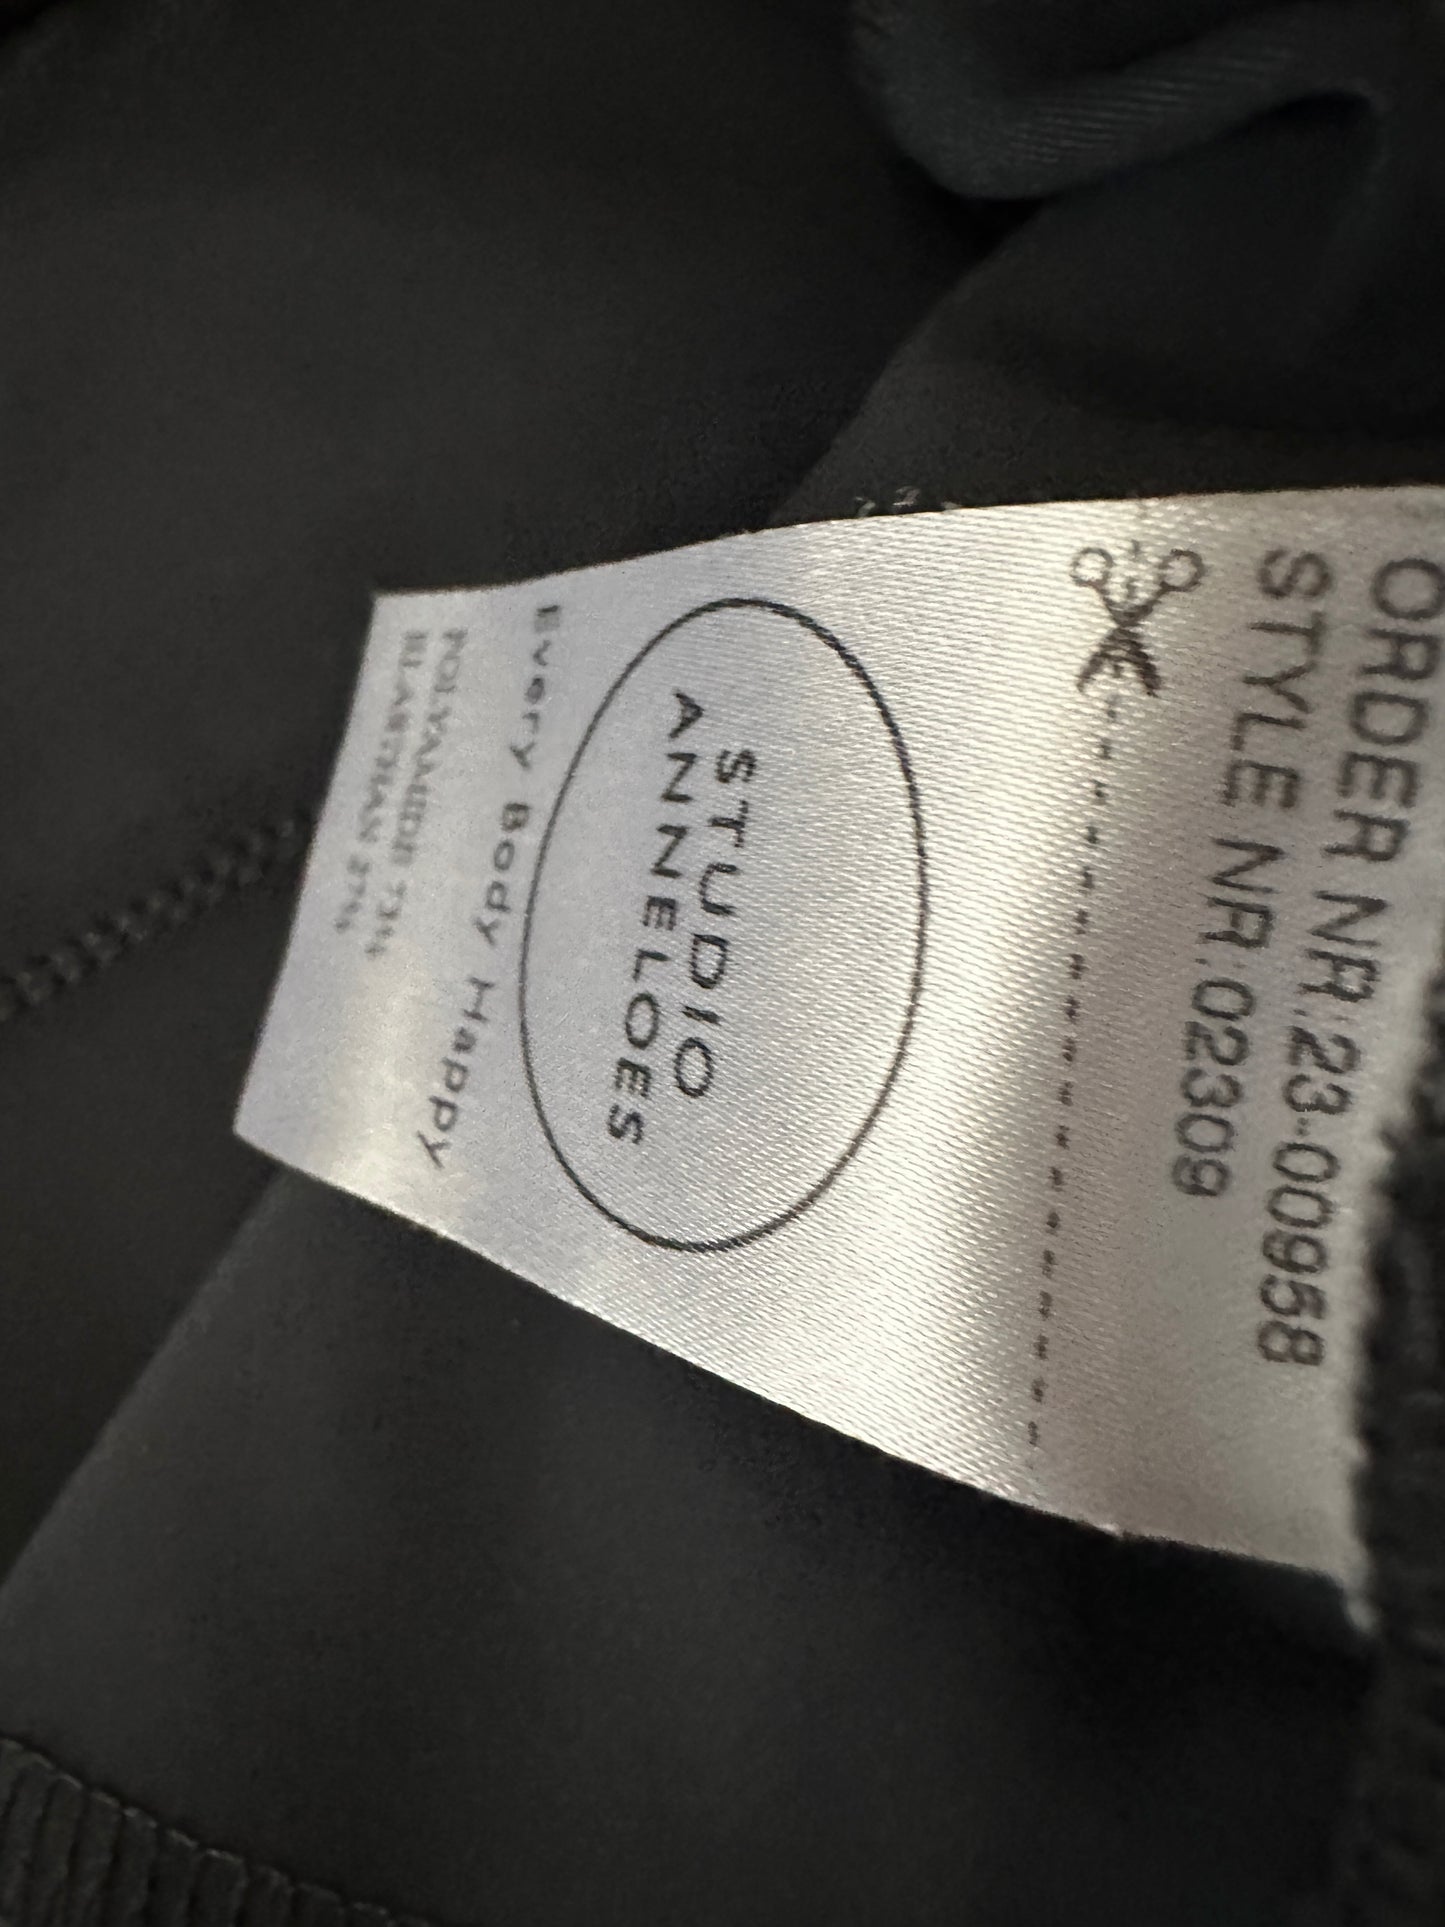 ORDER NR.23-00958
STYLE NR.02309
STUDIO
ANNELOES
Every Body Happy
POLYAMIDE 73%
ELASTHAN 27%